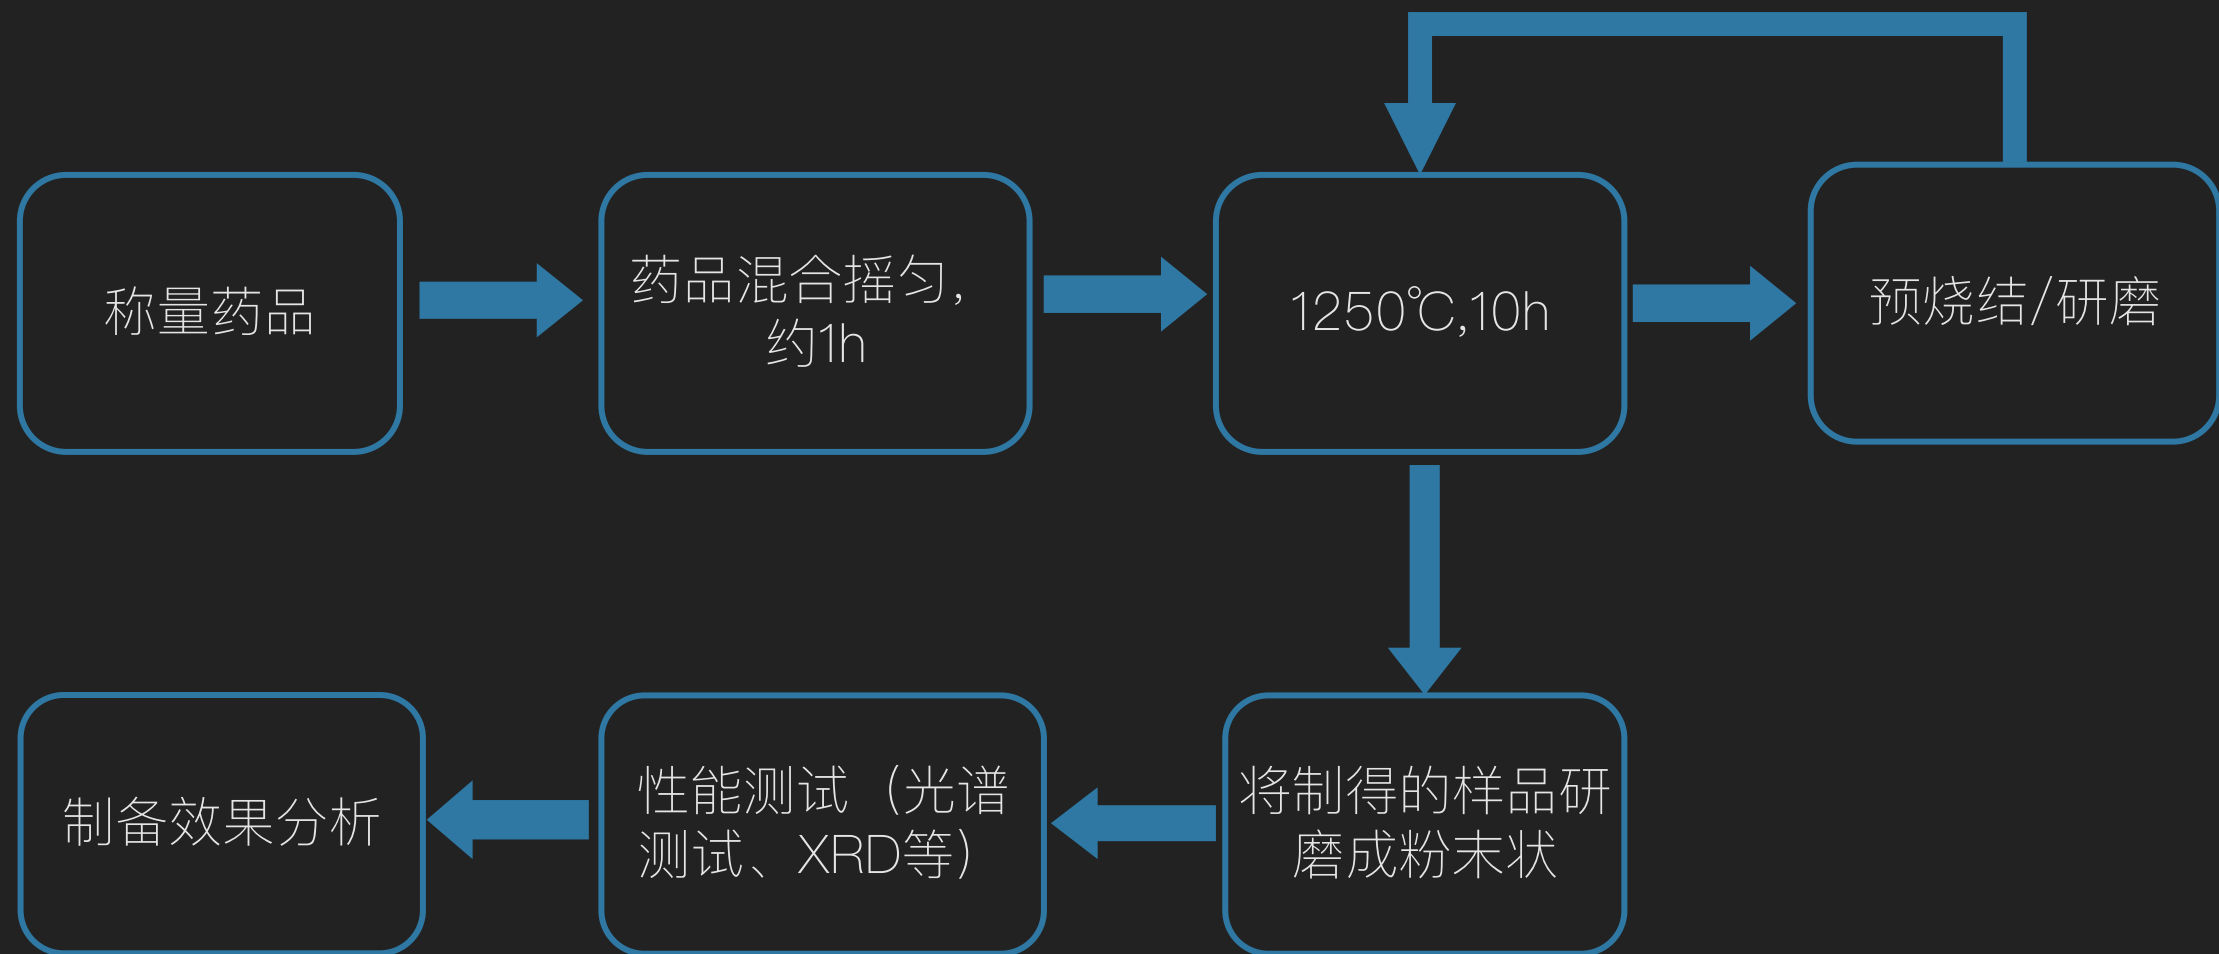 称量药品
药品混合摇匀，
约1h
1250℃,10h
预烧结/研磨
将制得的样品研
磨成粉末状
性能测试（光谱
测试、XRD等）
制备效果分析